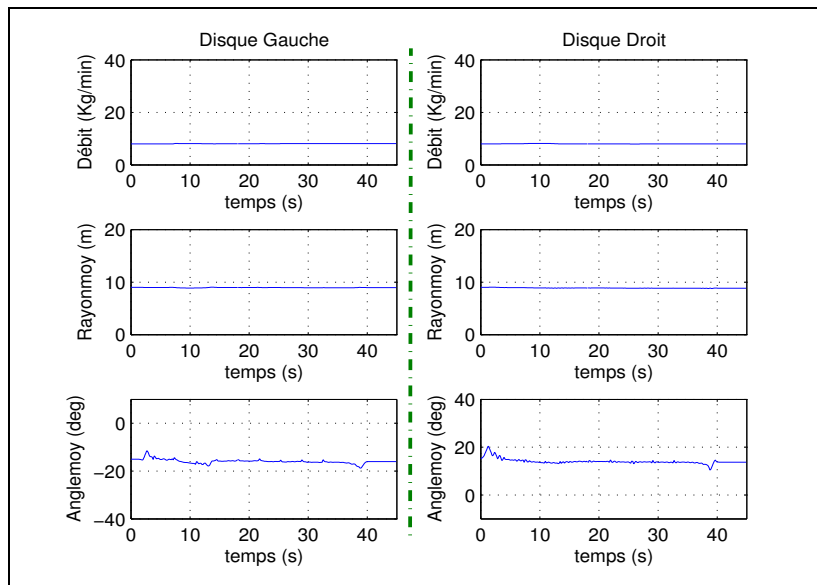 Disque Gauche
Débit (Kg/min)
40
20
0
0 10 20 30 40
temps (s)
Rayonmoy (m)
20
10
0
0 10 20 30 40
temps (s)
Anglemoy (deg)
0
−20
−40
0 10 20 30 40
temps (s)
Disque Droit
Débit (Kg/min)
40
20
0
0 10 20 30 40
temps (s)
Rayonmoy (m)
20
10
0
0 10 20 30 40
temps (s)
Anglemoy (deg)
40
20
0
0 10 20 30 40
temps (s)